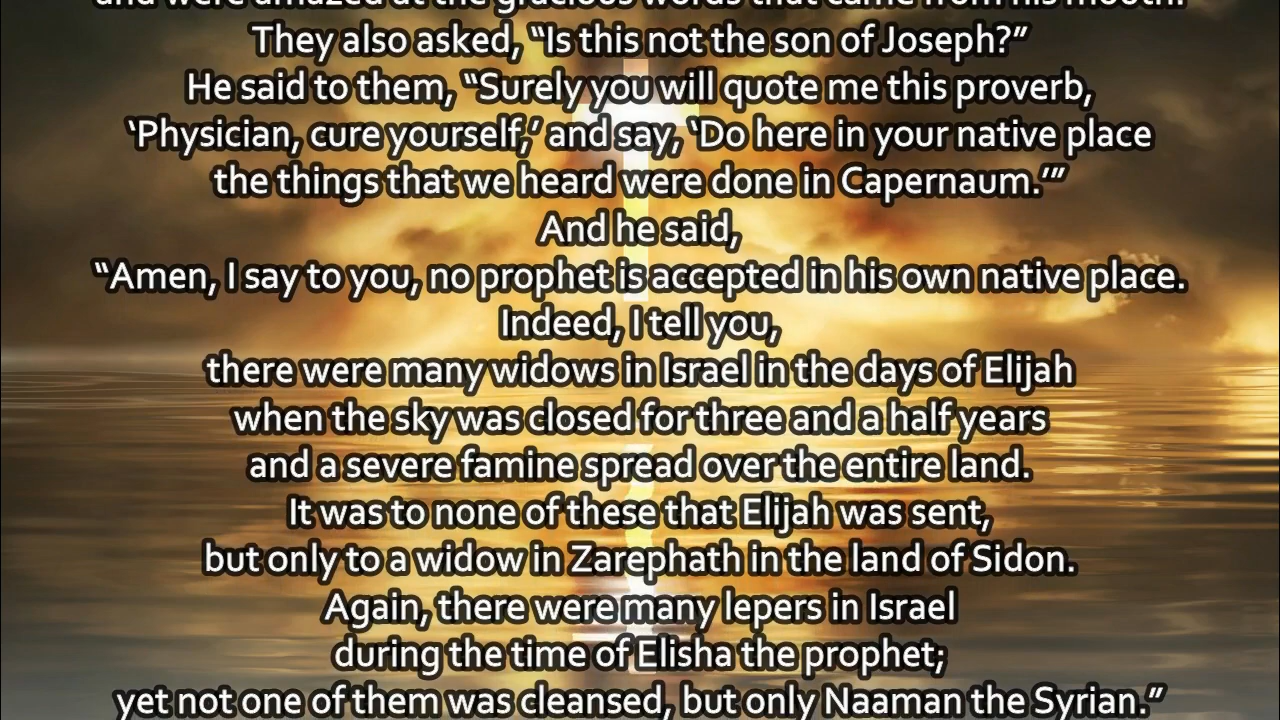 and were amazed at the gracious words that came from his mouth.
They also asked, “Is this not the son of Joseph?”
He said to them, “Surely you will quote me this proverb,
‘Physician, cure yourself,’ and say, ‘Do here in your native place
the things that we heard were done in Capernaum.’”
And he said,
“Amen, I say to you, no prophet is accepted in his own native place.
Indeed, I tell you,
there were many widows in Israel in the days of Elijah
when the sky was closed for three and a half years
and a severe famine spread over the entire land.
It was to none of these that Elijah was sent,
but only to a widow in Zarephath in the land of Sidon.
Again, there were many lepers in Israel
during the time of Elisha the prophet;
yet not one of them was cleansed, but only Naaman the Syrian.”